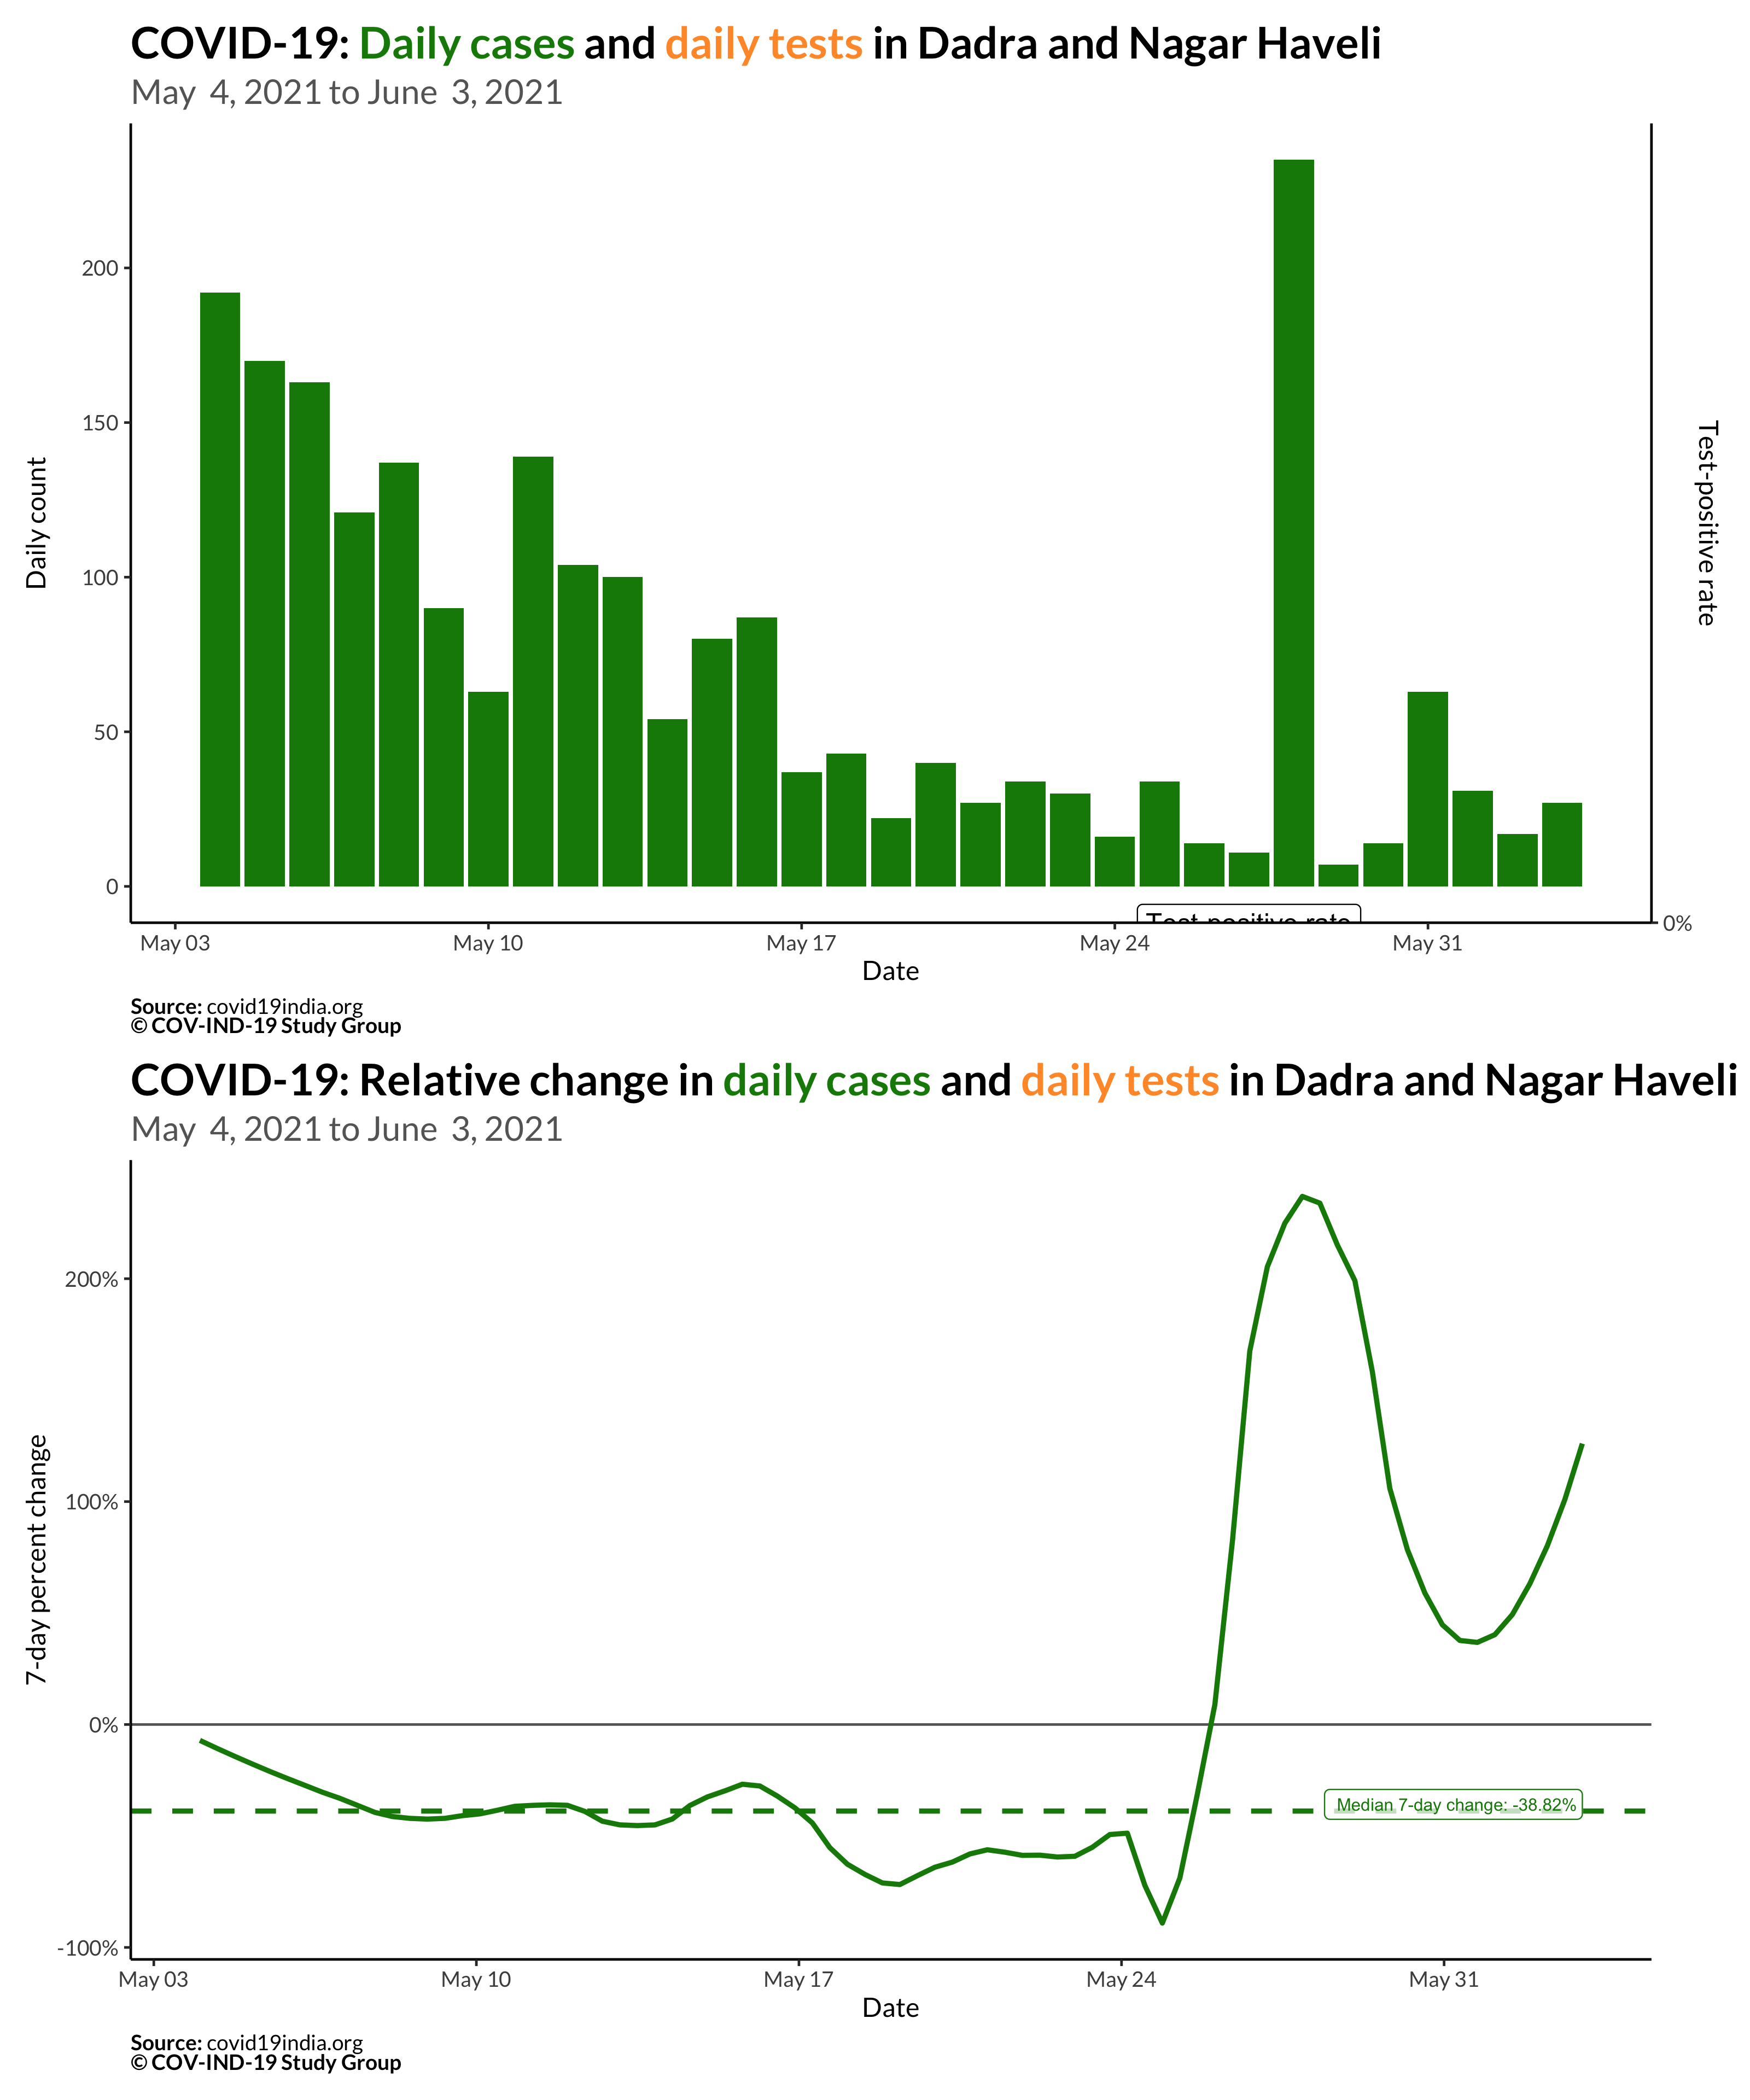 COVID-19: Daily cases and daily tests in Dadra and Nagar Haveli
May 4, 2021 to June 3, 2021
Daily count
200
150
100
50
0
Test-positive rate
0%
Test-positive rate
May 03
May 10
May 17
May 24
May 31
Date
Source: covid19india.org
© COV-IND-19 Study Group
COVID-19: Relative change in daily cases and daily tests in Dadra and Nagar Haveli
May 4, 2021 to June 3, 2021
7-day percent change
200%
100%
0%
-100%
Median 7-day change: -38.82%
May 03
May 10
May 17
May 24
May 31
Date
Source: covid19india.org
© COV-IND-19 Study Group